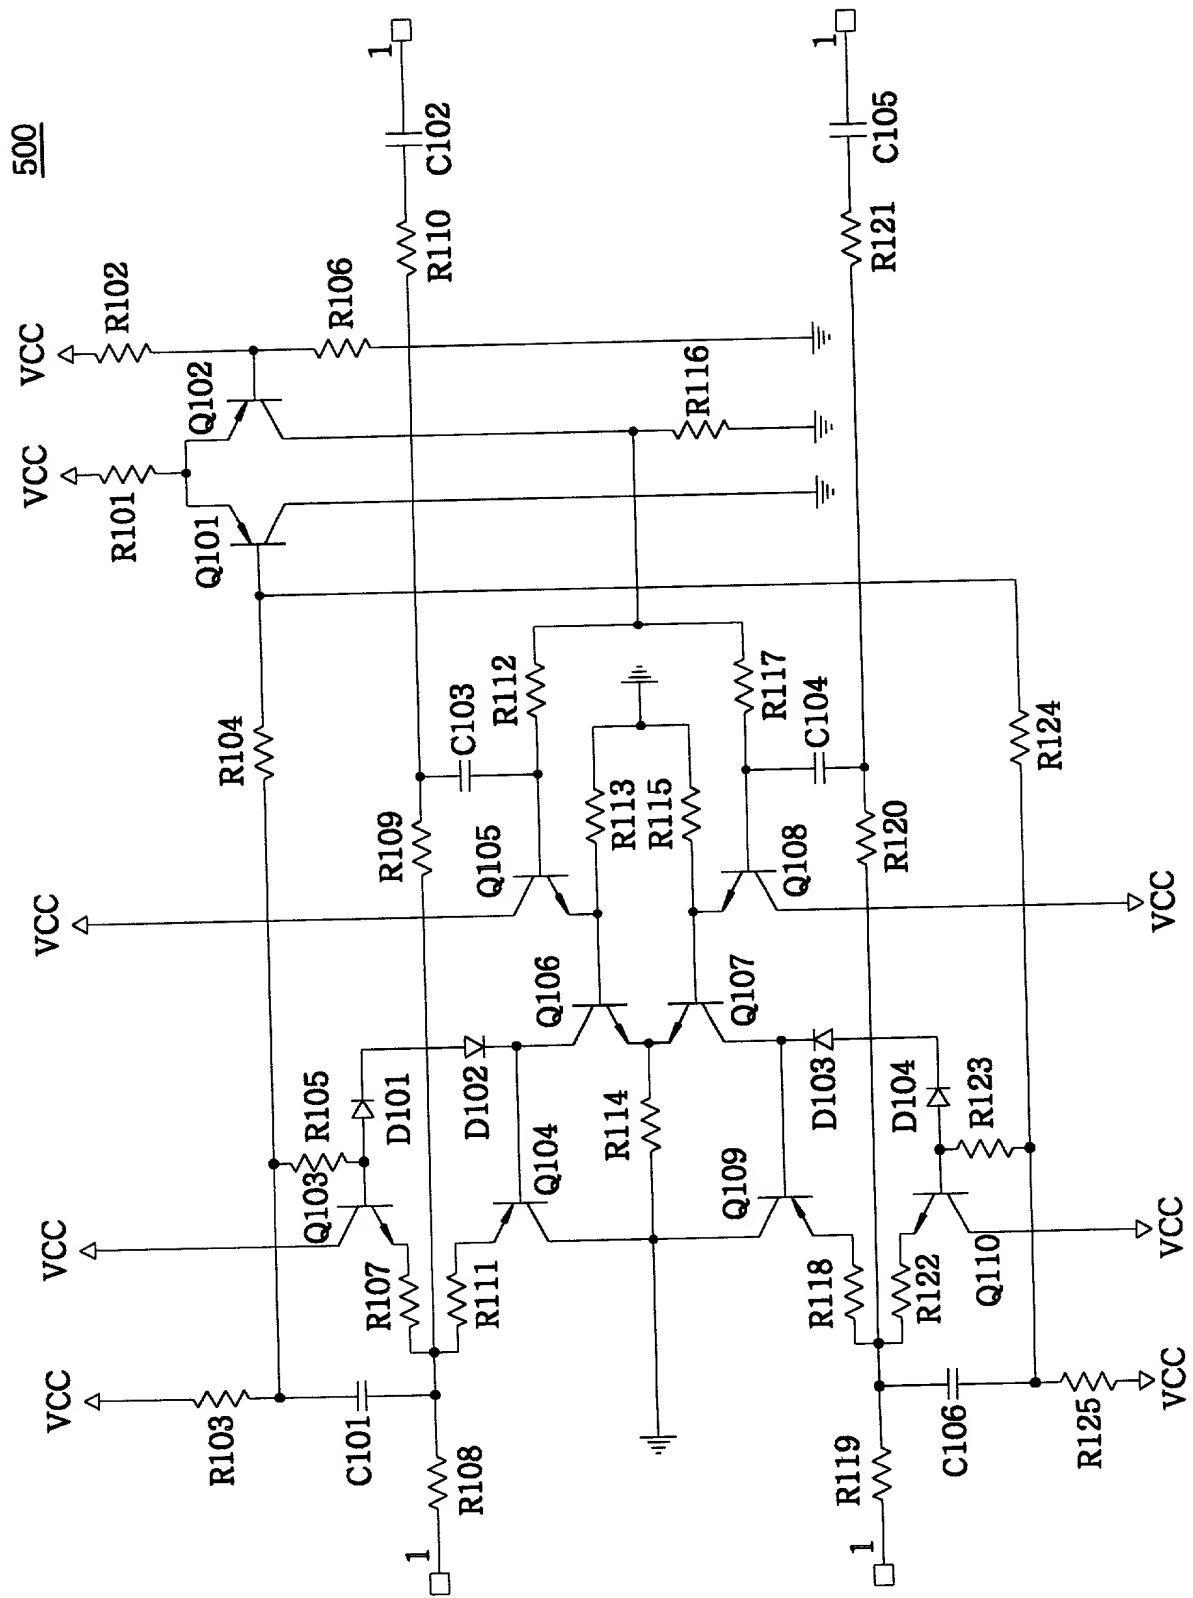 500
1
1
C102
C105
R110
R121
VCC
R102
R106
VCC
R101
Q102
R116
Q101
R104
C103
R112
R117
C104
R124
R109
R113
R115
R120
VCC
Q105
Q108
VCC
Q106
Q107
R105
D101
D102
R114
D103
D104
R123
VCC
Q103
Q104
Q109
Q110
VCC
R107
R111
R118
R122
VCC
R103
C101
R108
R119
C106
R125
VCC
1
1